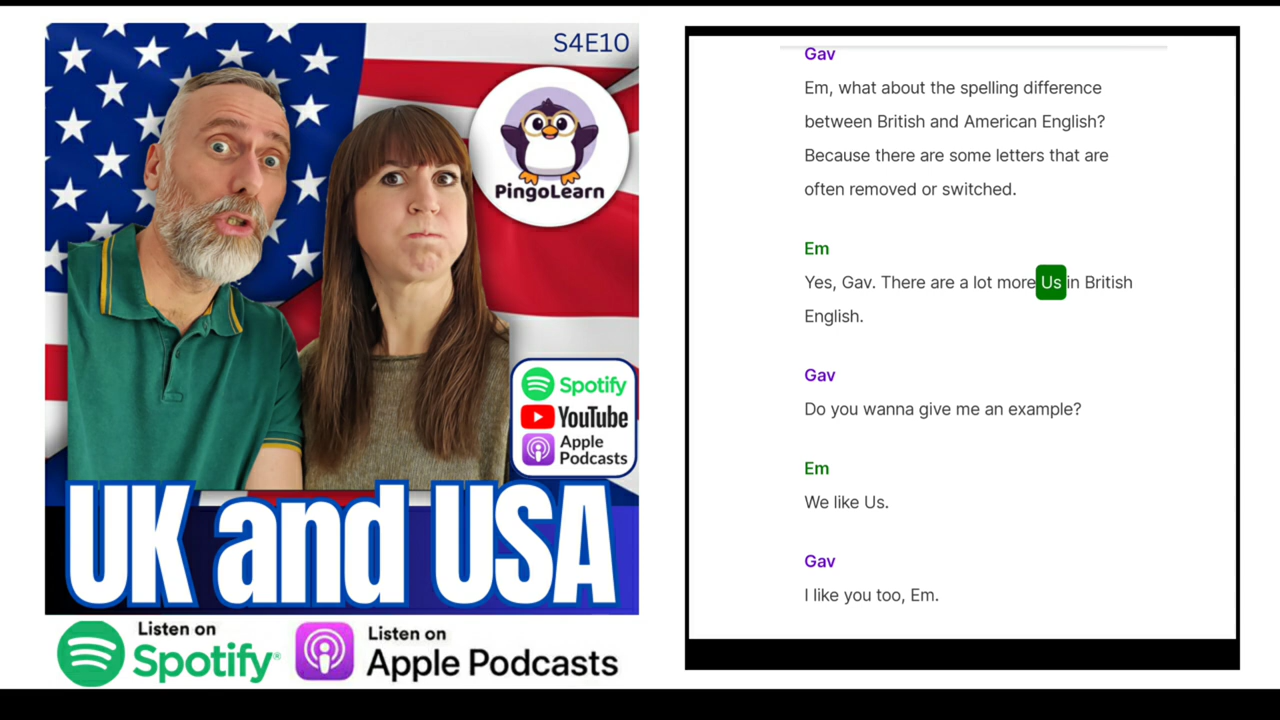 S4E10
PingoLearn
Spotify
YouTube
Apple
Podcasts
UK and USA
Listen on
Spotify
Listen on
Apple Podcasts
Gav
Em, what about the spelling difference
between British and American English?
Because there are some letters that are
often removed or switched.
Em
Yes, Gav. There are a lot more Us in British
English.
Gav
Do you wanna give me an example?
Em
We like Us.
Gav
I like you too, Em.